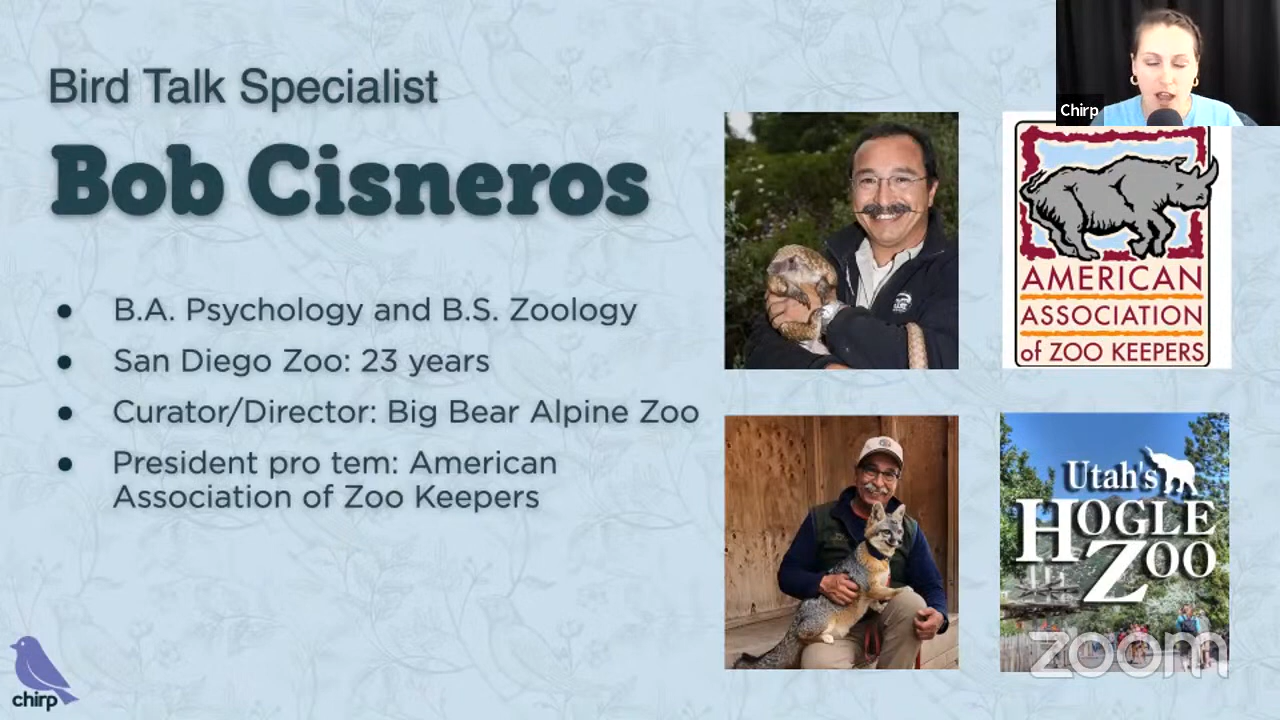 Bird Talk Specialist
Bob Cisneros
● B.A. Psychology and B.S. Zoology
● San Diego Zoo: 23 years
● Curator/Director: Big Bear Alpine Zoo
● President pro tem: American
Association of Zoo Keepers
Chirp
AMERICAN
ASSOCIATION
of ZOO KEEPERS
Utah's
HOGLE
ZOO
zoom
chirp